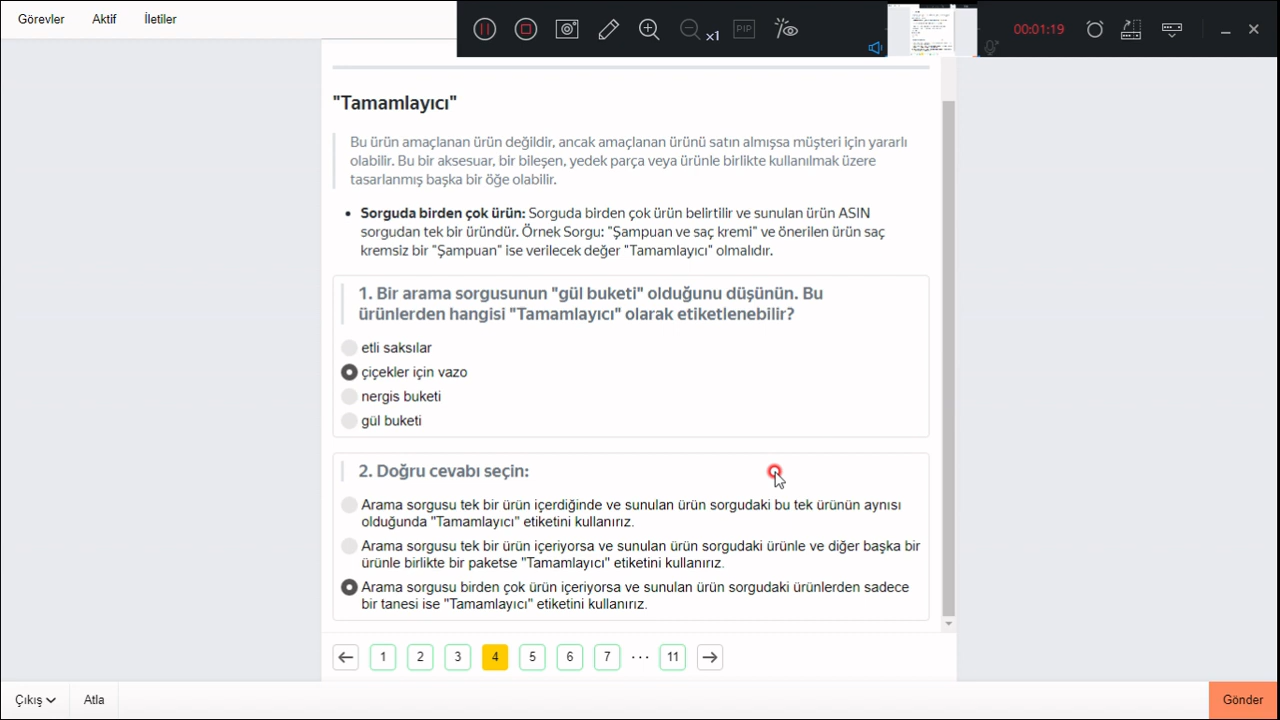 Görevler Aktif İletiler
x1
00:01:19
"Tamamlayıcı"
Bu ürün amaçlanan ürün değildir, ancak amaçlanan ürünü satın almışsa müşteri için yararlı
olabilir. Bu bir aksesuar, bir bileşen, yedek parça veya ürünle birlikte kullanılmak üzere
tasarlanmış başka bir öğe olabilir.
• Sorguda birden çok ürün: Sorguda birden çok ürün belirtilir ve sunulan ürün ASIN
sorgudan tek bir üründür. Örnek Sorgu: "Şampuan ve saç kremi" ve önerilen ürün saç
kremsiz bir "Şampuan" ise verilecek değer "Tamamlayıcı" olmalıdır.
1. Bir arama sorgusunun "gül buketi" olduğunu düşünün. Bu
ürünlerden hangisi "Tamamlayıcı" olarak etiketlenebilir?
etli saksılar
çiçekler için vazo
nergis buketi
gül buketi
2. Doğru cevabı seçin:
Arama sorgusu tek bir ürün içerdiğinde ve sunulan ürün sorgudaki bu tek ürünün aynısı
olduğunda "Tamamlayıcı" etiketini kullanırız.
Arama sorgusu tek bir ürün içeriyorsa ve sunulan ürün sorgudaki ürünle ve diğer başka bir
ürünle birlikte bir paketse "Tamamlayıcı" etiketini kullanırız.
Arama sorgusu birden çok ürün içeriyorsa ve sunulan ürün sorgudaki ürünlerden sadece
bir tanesi ise "Tamamlayıcı" etiketini kullanırız.
1 2 3 4 5 6 7 ... 11
Çıkış Atla Gönder